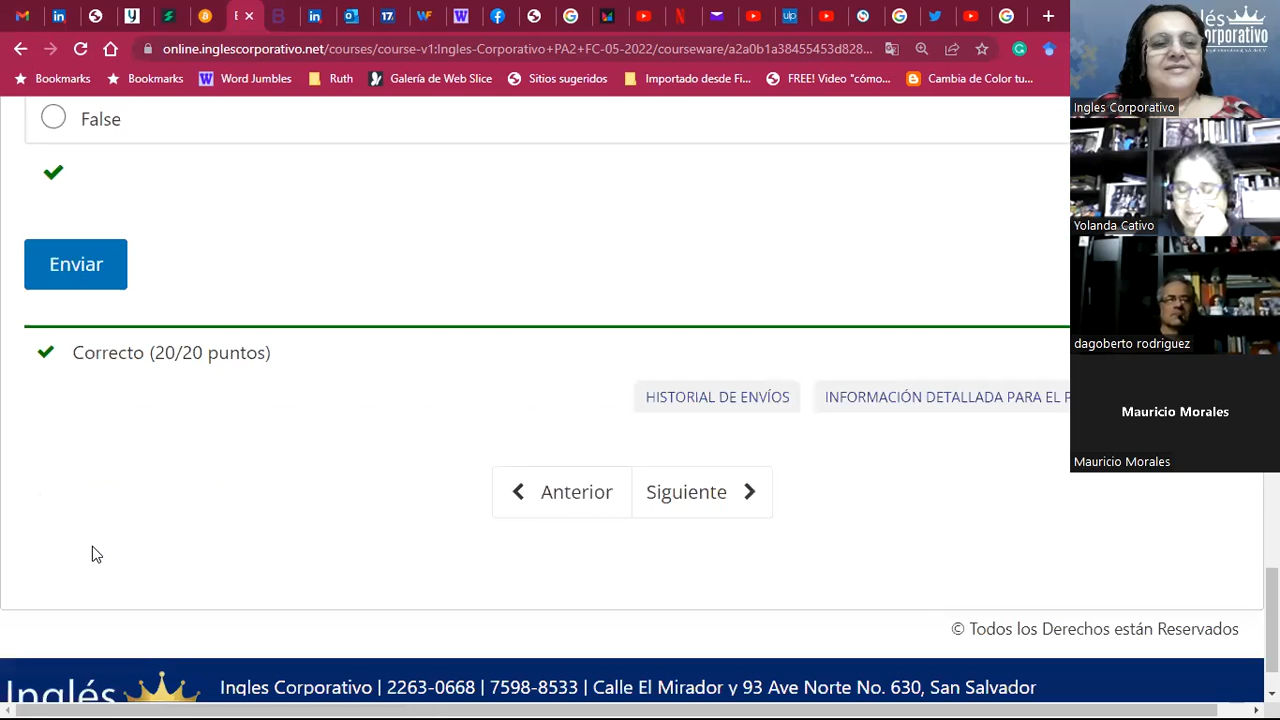 online.inglescorporativo.net/courses/course-v1:Ingles-Corporativo+PA2+FC-05-2022/courseware/a2a0b1a38455453d828...
Bookmarks Bookmarks Word Jumbles Ruth Galería de Web Slice Sitios sugeridos Importado desde Fi... FREE! Video "cómo... Cambia de Color tu...
False
Enviar
Correcto (20/20 puntos)
HISTORIAL DE ENVÍOS INFORMACIÓN DETALLADA PARA EL
Anterior Siguiente
© Todos los Derechos están Reservados
Inglés
Ingles Corporativo | 2263-0668 | 7598-8533 | Calle El Mirador y 93 Ave Norte No. 630, San Salvador
Ingles Corporativo
Yolanda Cativo
dagoberto rodriguez
Mauricio Morales
Mauricio Morales